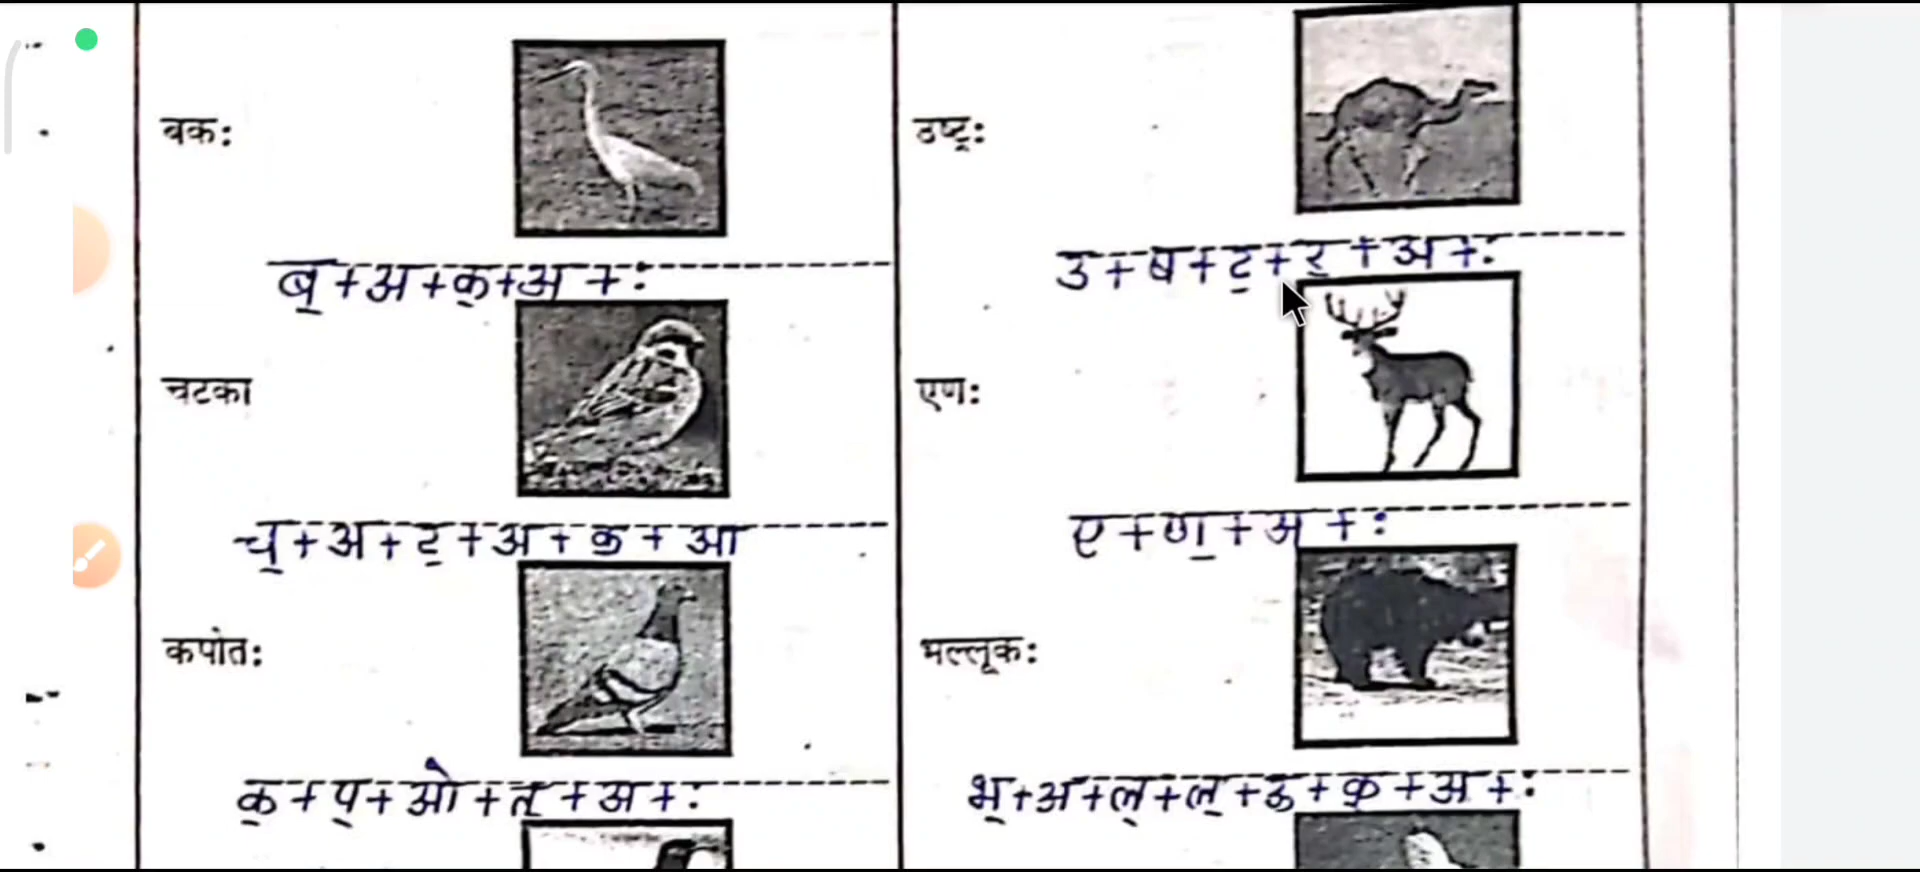 बकः
ब्+अ+क्+अ+ः
चटका
च्+अ+ट्+अ+क+आ
कपोतः
क्+प्+ओ+त्+अ+ः
उष्ट्रः
उ+ष+ट्+र्+अ+ः
एणः
ए+ण्+अ+ः
भल्लूकः
भ्+अ+ल्+ल्+ऊ+क्+अ+ः